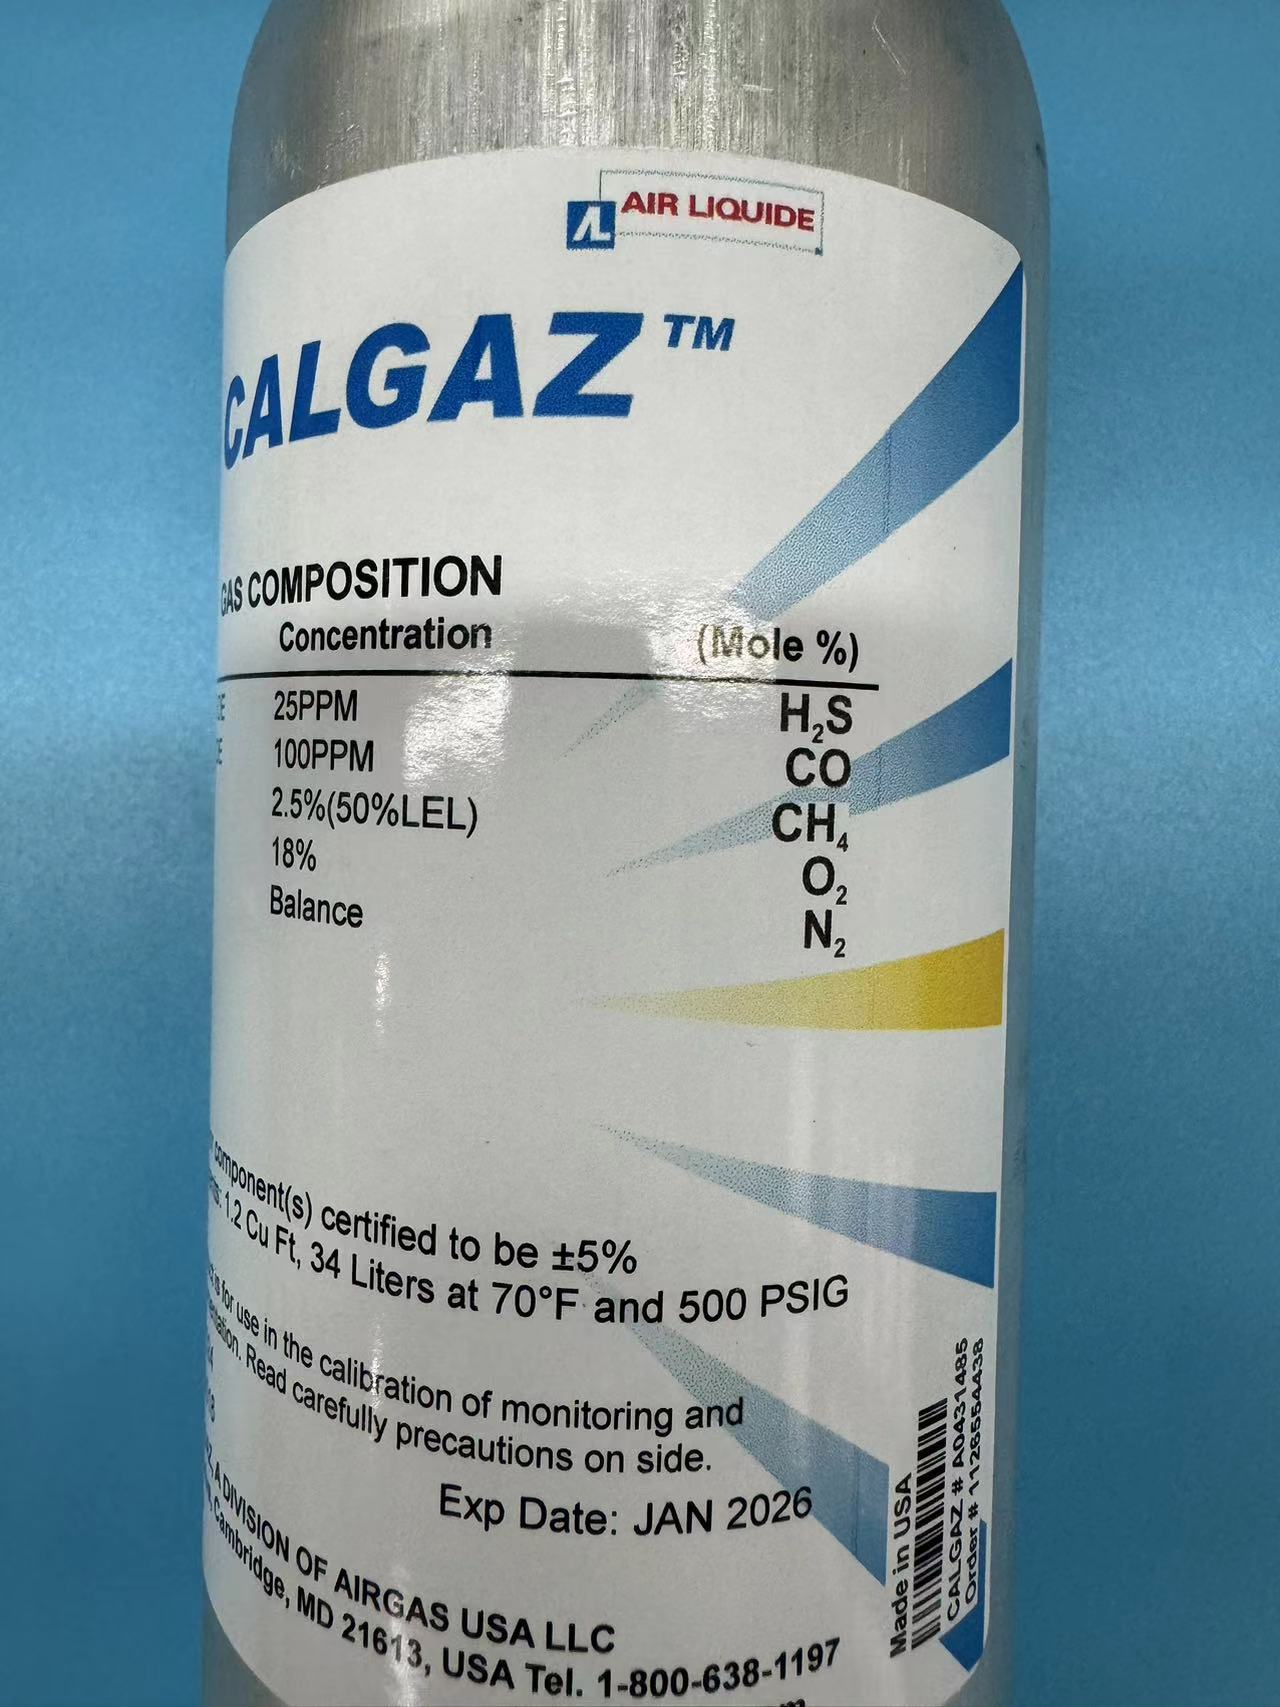 AIR LIQUIDE
CALGAZ™
GAS COMPOSITION
Concentration (Mole %)
25PPM H₂S
100PPM CO
2.5%(50%LEL) CH₄
18% O₂
Balance N₂
component(s) certified to be ±5%
1.2 Cu Ft, 34 Liters at 70°F and 500 PSIG
is for use in the calibration of monitoring and
Read carefully precautions on side.
Exp Date: JAN 2026
A DIVISION OF AIRGAS USA LLC
Cambridge, MD 21613, USA Tel. 1-800-638-1197
Made in USA
CALGAZ # A0431485
Order # 1126554438